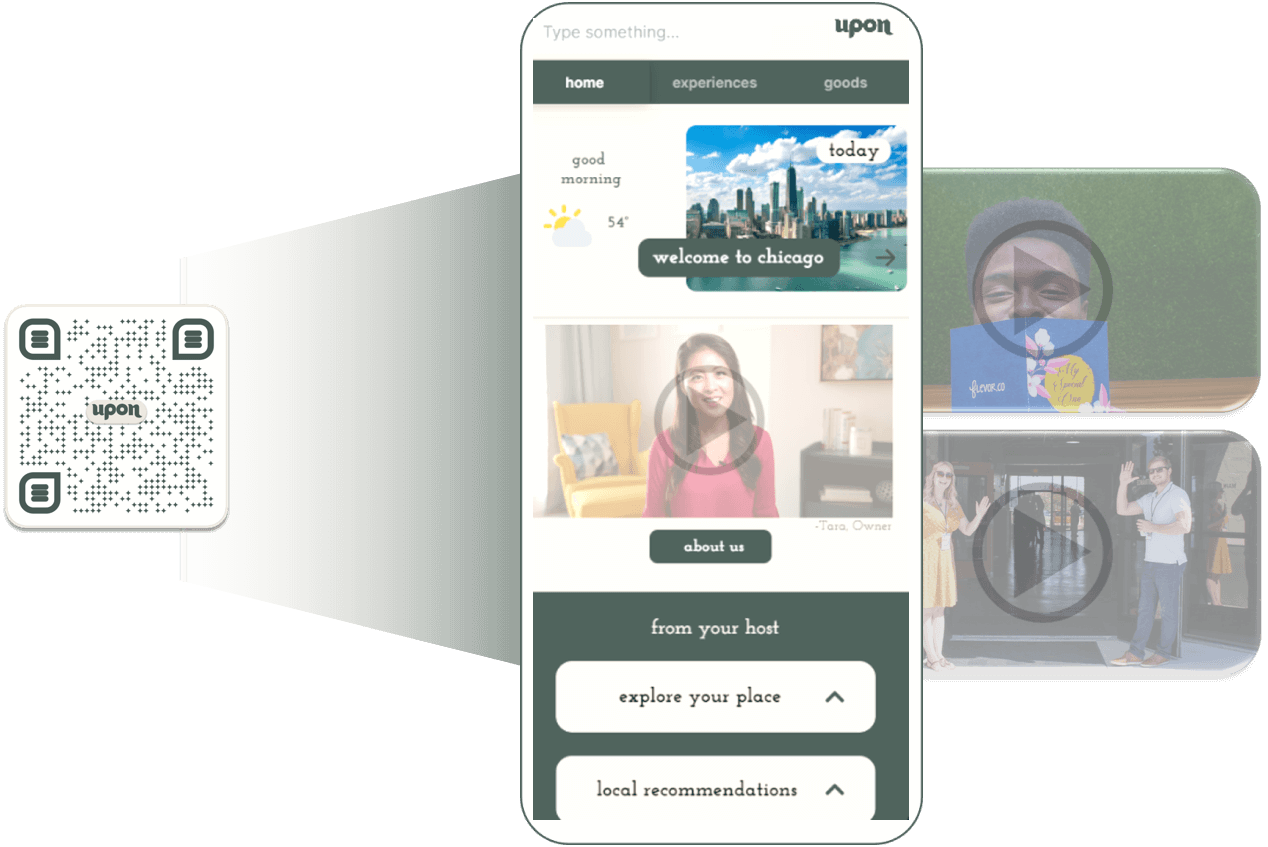 upon
Type something...
upon
home
experiences
goods
good
morning
54°
today
welcome to chicago
-Tara, Owner
about us
from your host
explore your place
local recommendations
fLEVOR.CO
My
Special
Day